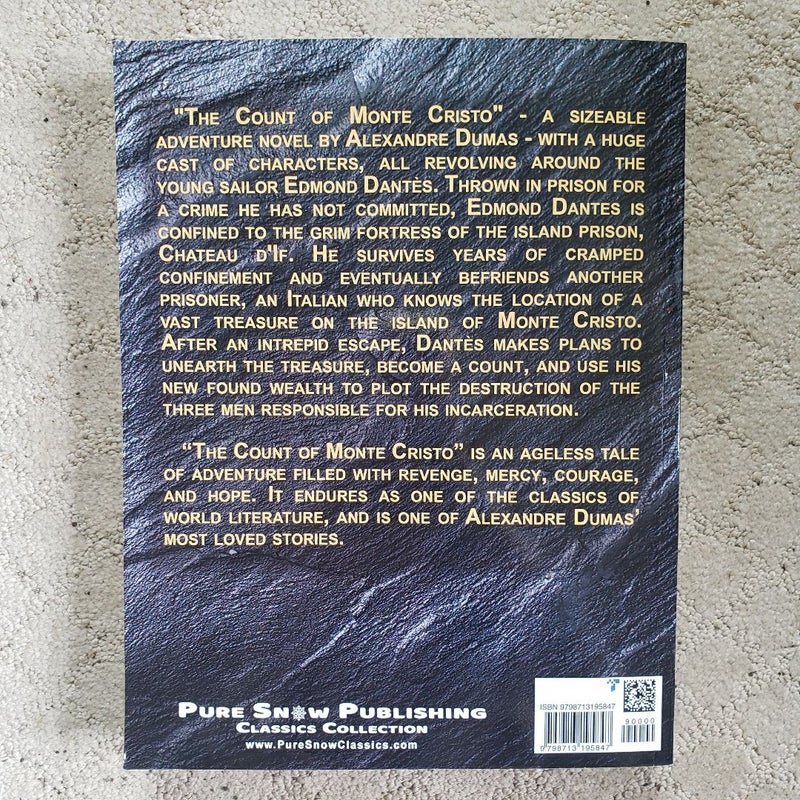 "The Count of Monte Cristo" - a sizeable
adventure novel by Alexandre Dumas - with a huge
cast of characters, all revolving around the
young sailor Edmond Dantès. Thrown in prison for
a crime he has not committed, Edmond Dantes is
confined to the grim fortress of the island prison,
Chateau d'If. He survives years of cramped
confinement and eventually befriends another
prisoner, an Italian who knows the location of a
vast treasure on the island of Monte Cristo.
After an intrepid escape, Dantès makes plans to
unearth the treasure, become a count, and use his
new found wealth to plot the destruction of the
three men responsible for his incarceration.
“The Count of Monte Cristo” is an ageless tale
of adventure filled with revenge, mercy, courage,
and hope. It endures as one of the classics of
world literature, and is one of Alexandre Dumas’
most loved stories.
Pure Snow Publishing
Classics Collection
www.PureSnowClassics.com
ISBN 9798713195847
90000
9 798713 195847